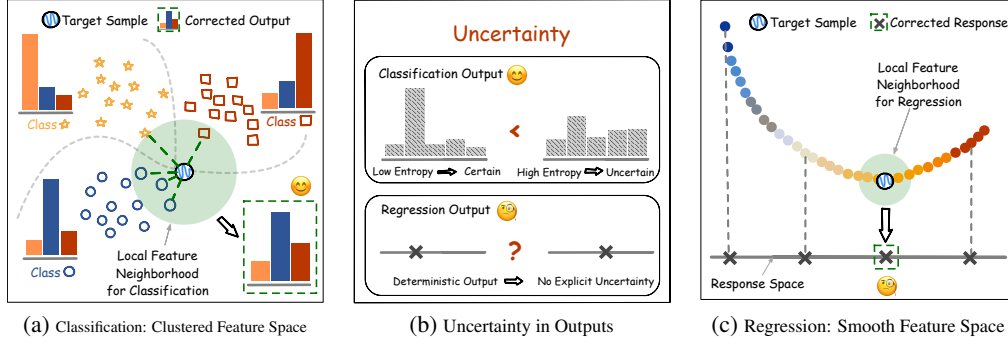 Target Sample
Corrected Output
Class
Class
Class
Local Feature
Neighborhood
for Classification
(a) Classification: Clustered Feature Space
Uncertainty
Classification Output
<
Low Entropy
Certain
High Entropy
Uncertain
Regression Output
?
Deterministic Output
No Explicit Uncertainty
(b) Uncertainty in Outputs
Target Sample
Corrected Response
Local Feature
Neighborhood
for Regression
Response Space
(c) Regression: Smooth Feature Space